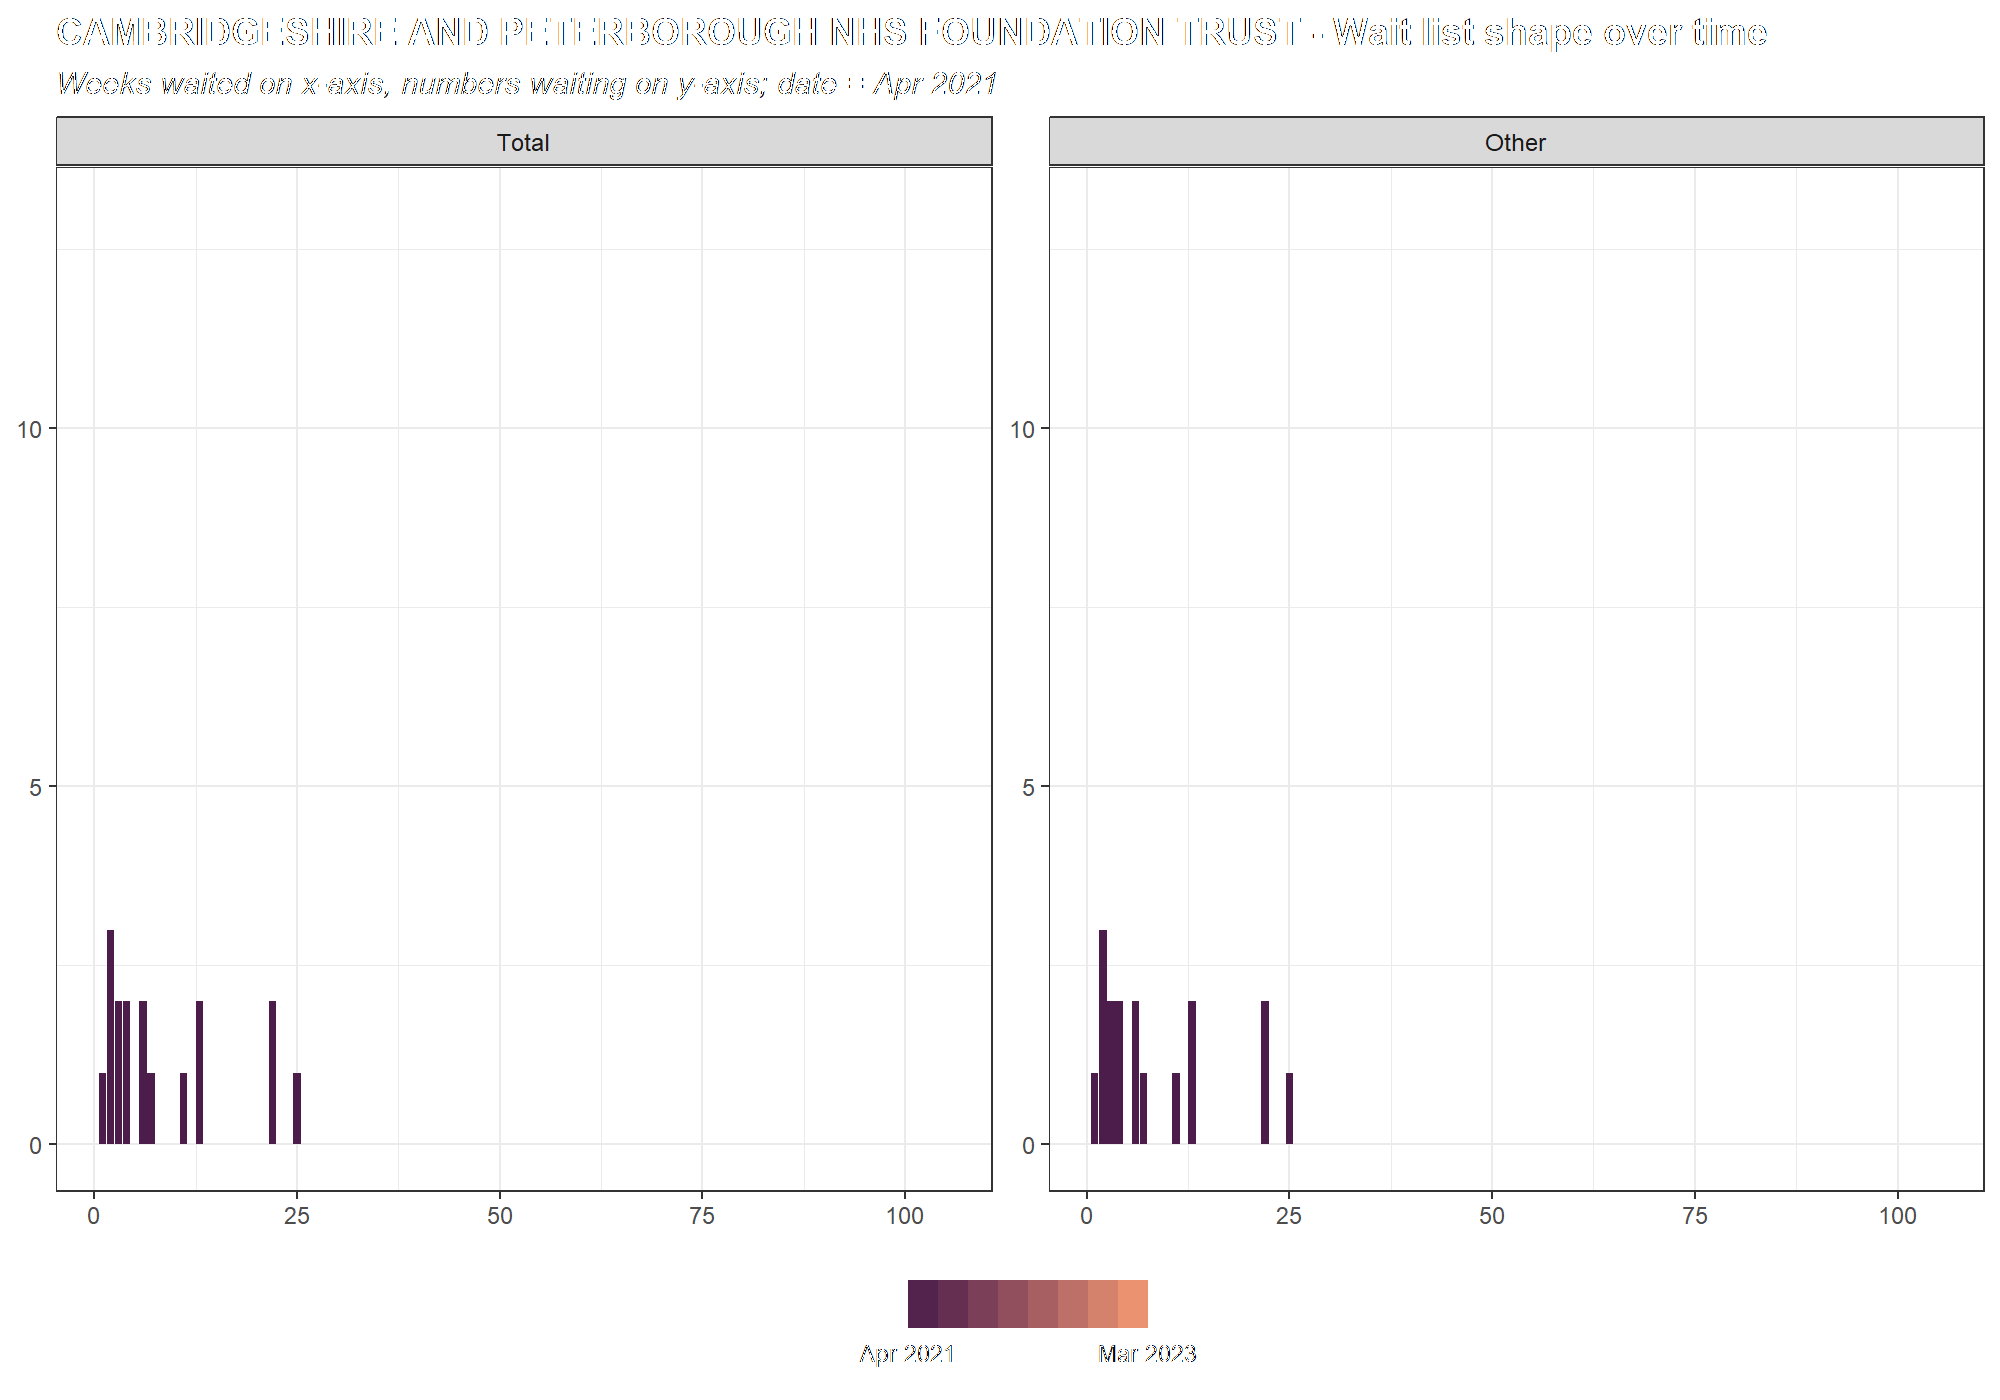 CAMBRIDGESHIRE AND PETERBOROUGH NHS FOUNDATION TRUST - Wait list shape over time
Weeks waited on x-axis, numbers waiting on y-axis; date = Apr 2021
Total
Other
10
5
0
0 25 50 75 100
10
5
0
0 25 50 75 100
Apr 2021 Mar 2023